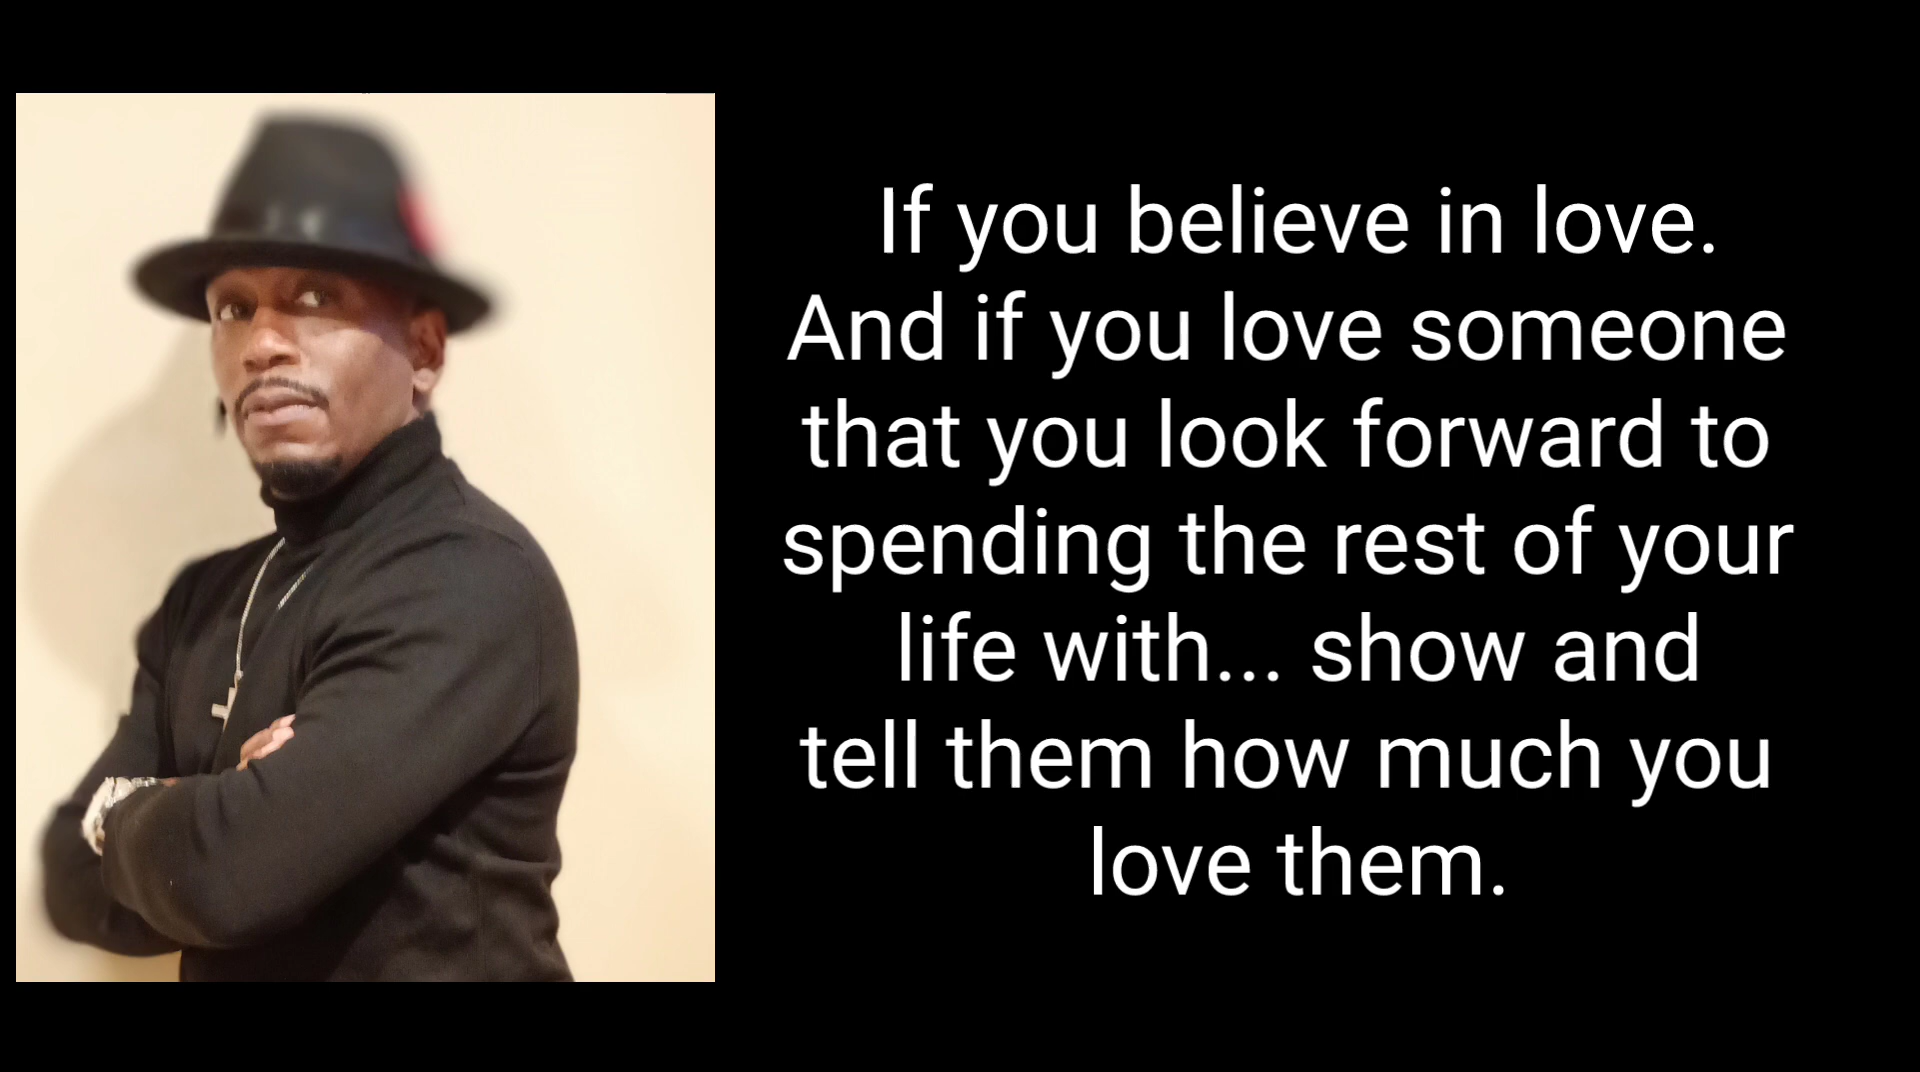 If you believe in love.
And if you love someone
that you look forward to
spending the rest of your
life with... show and
tell them how much you
love them.